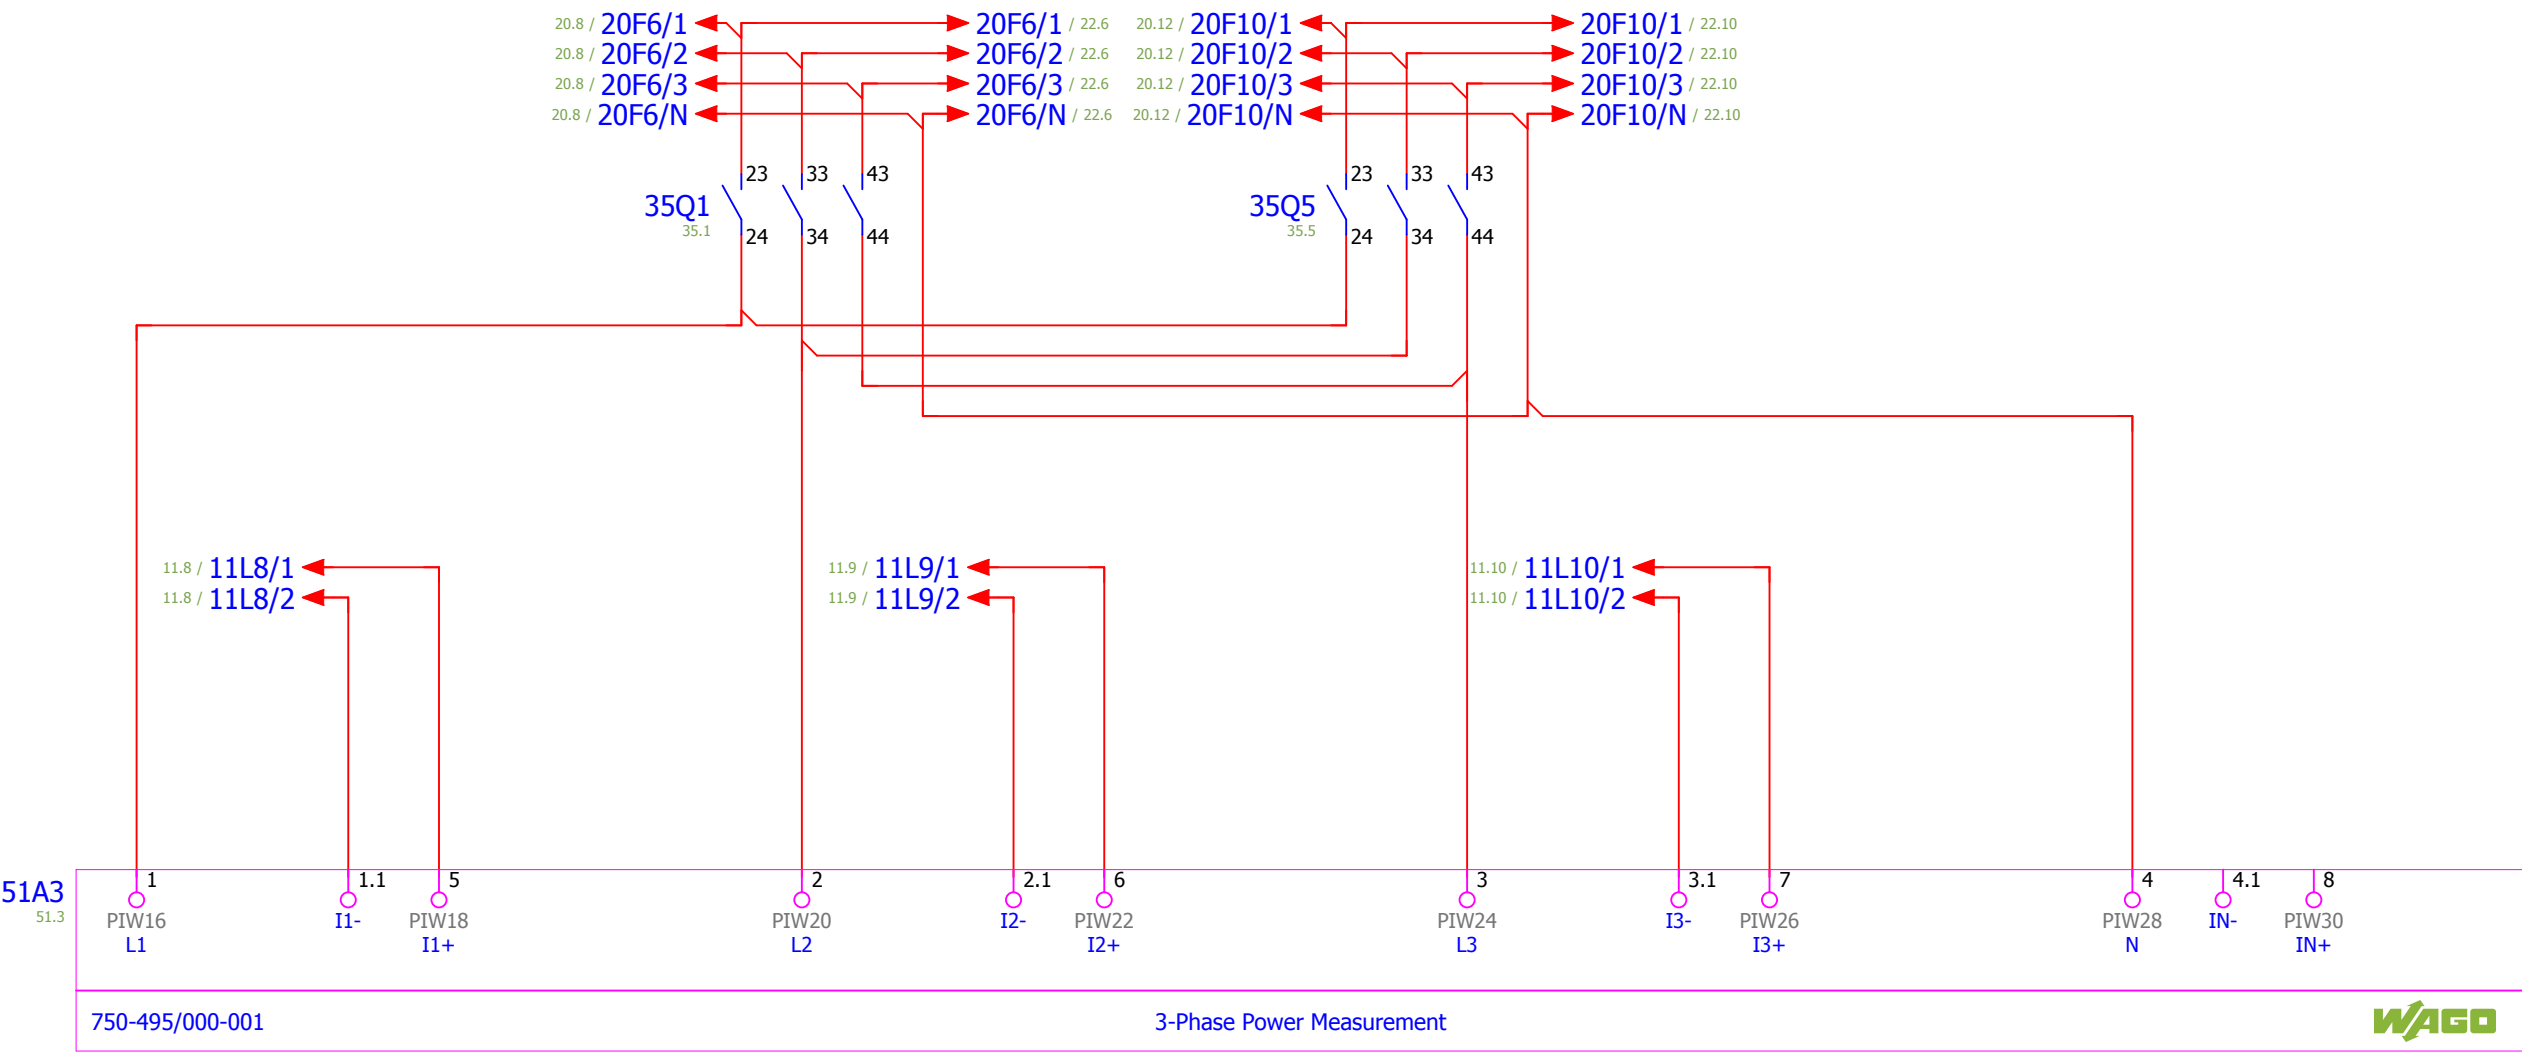 20.8 / 20F6/1 20F6/1 / 22.6 20.12 / 20F10/1 20F10/1 / 22.10
20.8 / 20F6/2 20F6/2 / 22.6 20.12 / 20F10/2 20F10/2 / 22.10
20.8 / 20F6/3 20F6/3 / 22.6 20.12 / 20F10/3 20F10/3 / 22.10
20.8 / 20F6/N 20F6/N / 22.6 20.12 / 20F10/N 20F10/N / 22.10
23 33 43 23 33 43
35Q1 35Q5
35.1 35.5
24 34 44 24 34 44
11.8 / 11L8/1 11.9 / 11L9/1 11.10 / 11L10/1
11.8 / 11L8/2 11.9 / 11L9/2 11.10 / 11L10/2
1 1.1 5 2 2.1 6 3 3.1 7 4 4.1 8
51A3
51.3
PIW16 I1- PIW18 PIW20 I2- PIW22 PIW24 I3- PIW26 PIW28 IN- PIW30
L1 I1+ L2 I2+ L3 I3+ N IN+
750-495/000-001 3-Phase Power Measurement WAGO